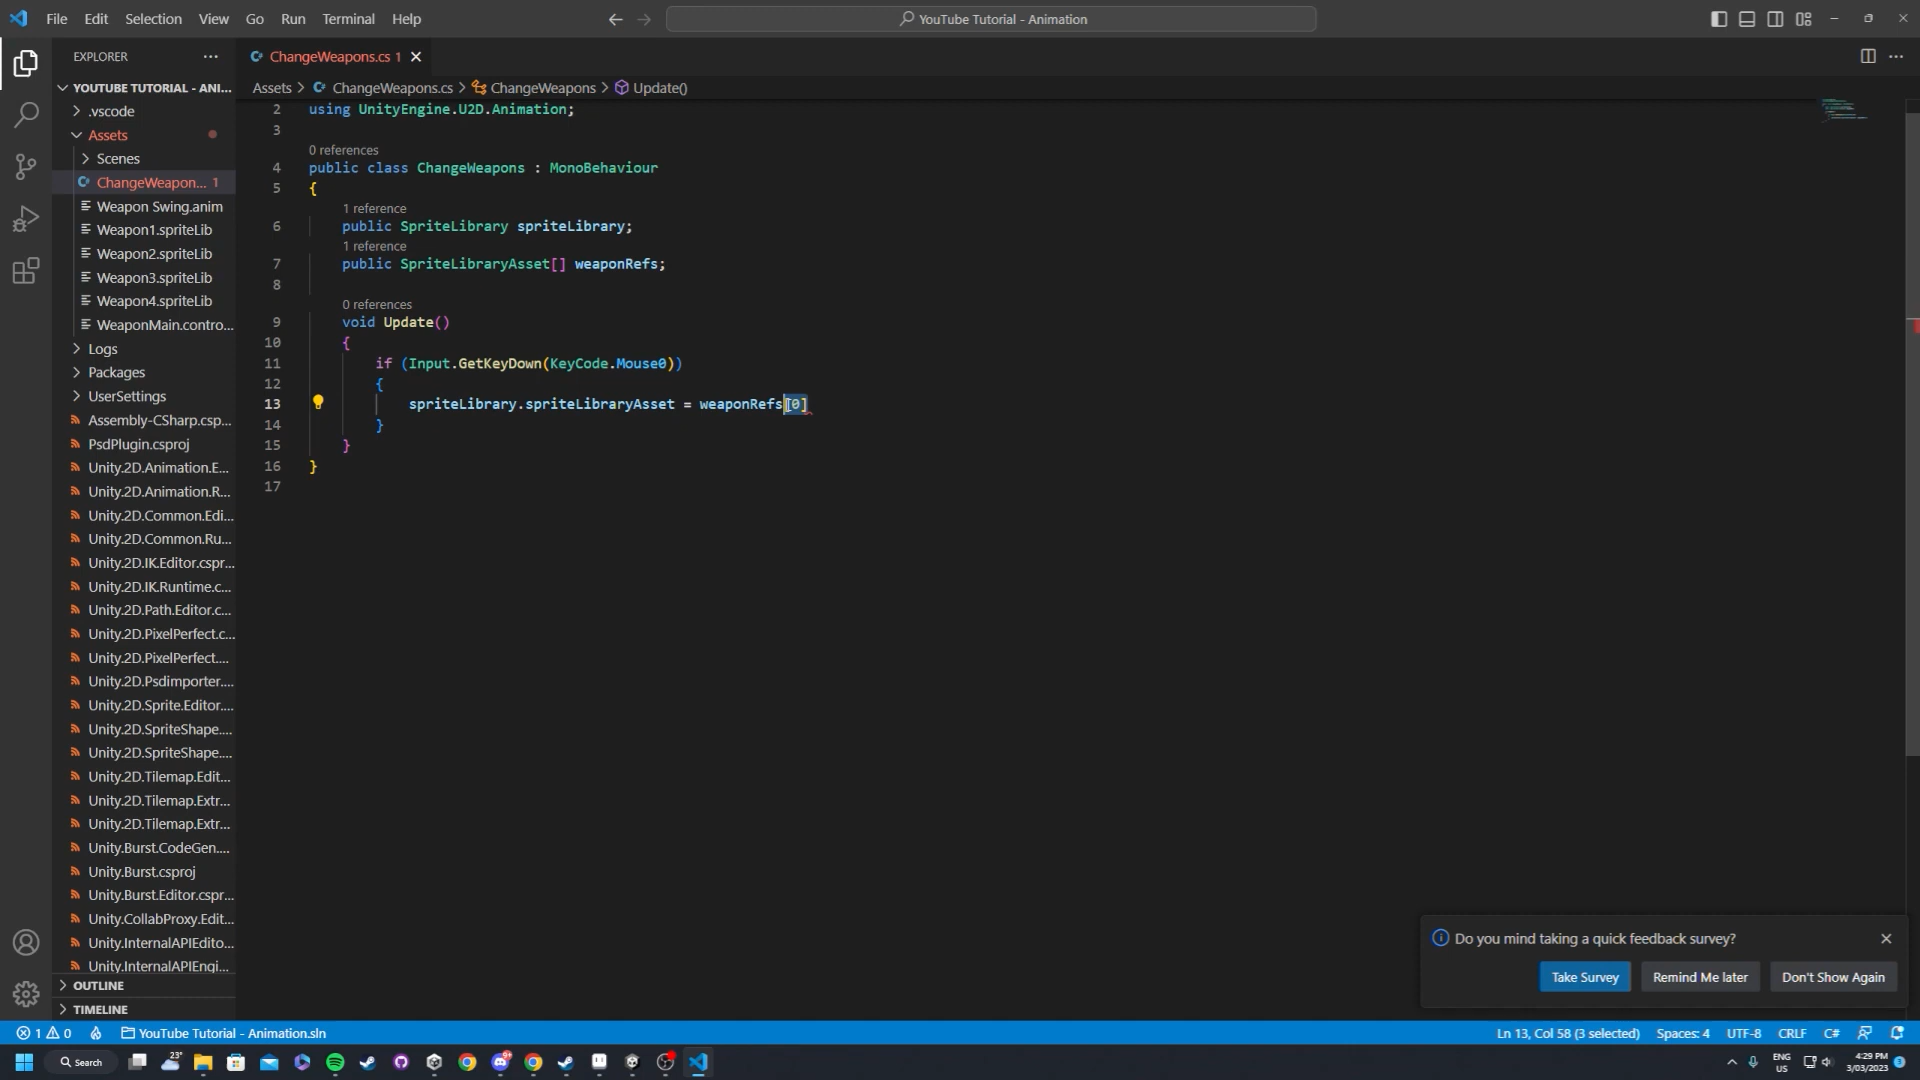 File Edit Selection View Go Run Terminal Help
YouTube Tutorial - Animation
EXPLORER
ChangeWeapons.cs 1
YOUTUBE TUTORIAL - ANI...
Assets > ChangeWeapons.cs > ChangeWeapons > Update()
.vscode
Assets
Scenes
ChangeWeapon... 1
Weapon Swing.anim
Weapon1.spriteLib
Weapon2.spriteLib
Weapon3.spriteLib
Weapon4.spriteLib
WeaponMain.contro...
Logs
Packages
UserSettings
Assembly-CSharp.csp...
PsdPlugin.csproj
Unity.2D.Animation.E...
Unity.2D.Animation.R...
Unity.2D.Common.Edi...
Unity.2D.Common.Ru...
Unity.2D.IK.Editor.cspr...
Unity.2D.IK.Runtime.c...
Unity.2D.Path.Editor.c...
Unity.2D.PixelPerfect.c...
Unity.2D.PixelPerfect....
Unity.2D.Psdimporter....
Unity.2D.Sprite.Editor....
Unity.2D.SpriteShape....
Unity.2D.SpriteShape....
Unity.2D.Tilemap.Edit...
Unity.2D.Tilemap.Extr...
Unity.2D.Tilemap.Extr...
Unity.Burst.CodeGen....
Unity.Burst.csproj
Unity.Burst.Editor.cspr...
Unity.CollabProxy.Edit...
Unity.InternalAPIEdito...
Unity.InternalAPIEngi...
OUTLINE
TIMELINE
2 using UnityEngine.U2D.Animation;
3
0 references
4 public class ChangeWeapons : MonoBehaviour
5 {
1 reference
6 public SpriteLibrary spriteLibrary;
1 reference
7 public SpriteLibraryAsset[] weaponRefs;
8
0 references
9 void Update()
10 {
11 if (Input.GetKeyDown(KeyCode.Mouse0))
12 {
13 spriteLibrary.spriteLibraryAsset = weaponRefs[0]
14 }
15 }
16 }
17
Do you mind taking a quick feedback survey?
Take Survey Remind Me later Don't Show Again
1 0 YouTube Tutorial - Animation.sln Ln 13, Col 58 (3 selected) Spaces: 4 UTF-8 CRLF C#
Search 23° ENG US 4:29 PM 3/03/2023 3